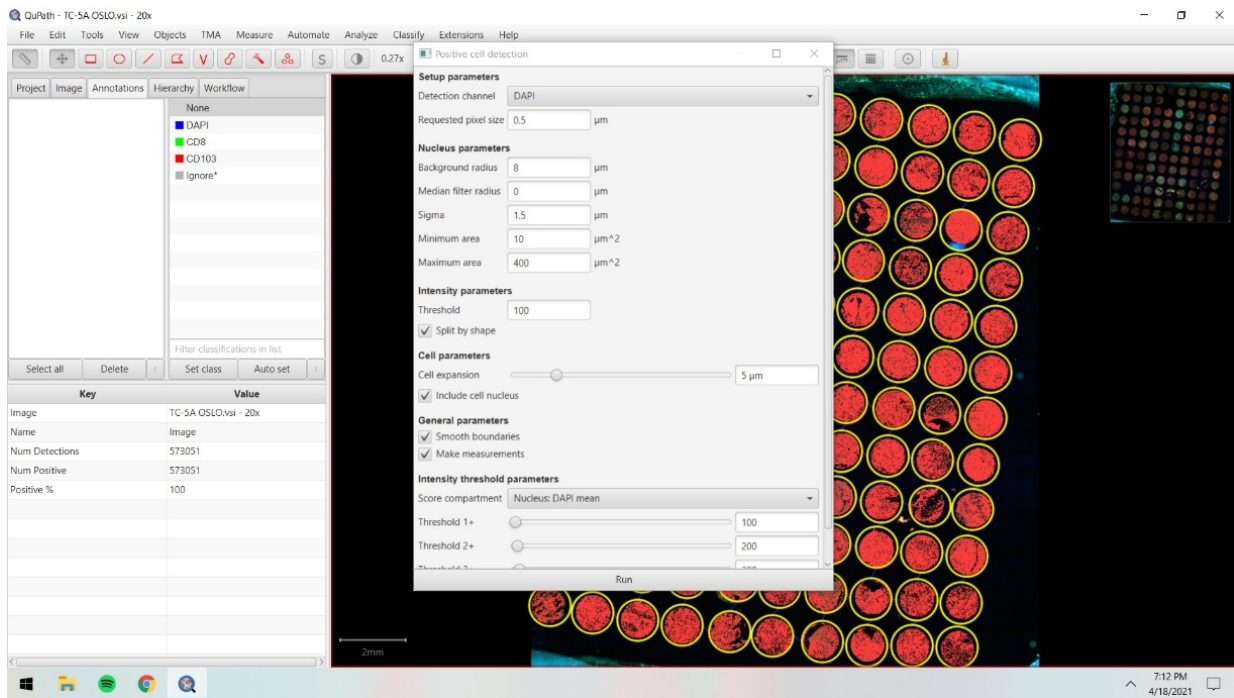 QuPath - TC-5A OSLO.vsi - 20x
File Edit Tools View Objects TMA Measure Automate Analyze Classify Extensions Help
S 0.27x
Project Image Annotations Hierarchy Workflow
None
DAPI
CD8
CD103
Ignore*
Filter classifications in list
Select all Delete Set class Auto set
Key Value
Image TC-5A OSLO.vsi - 20x
Name Image
Num Detections 573051
Num Positive 573051
Positive % 100
Positive cell detection
Setup parameters
Detection channel DAPI
Requested pixel size 0.5 µm
Nucleus parameters
Background radius 8 µm
Median filter radius 0 µm
Sigma 1.5 µm
Minimum area 10 µm^2
Maximum area 400 µm^2
Intensity parameters
Threshold 100
Split by shape
Cell parameters
Cell expansion 5 µm
Include cell nucleus
General parameters
Smooth boundaries
Make measurements
Intensity threshold parameters
Score compartment Nucleus: DAPI mean
Threshold 1+ 100
Threshold 2+ 200
Run
2mm
7:12 PM
4/18/2021